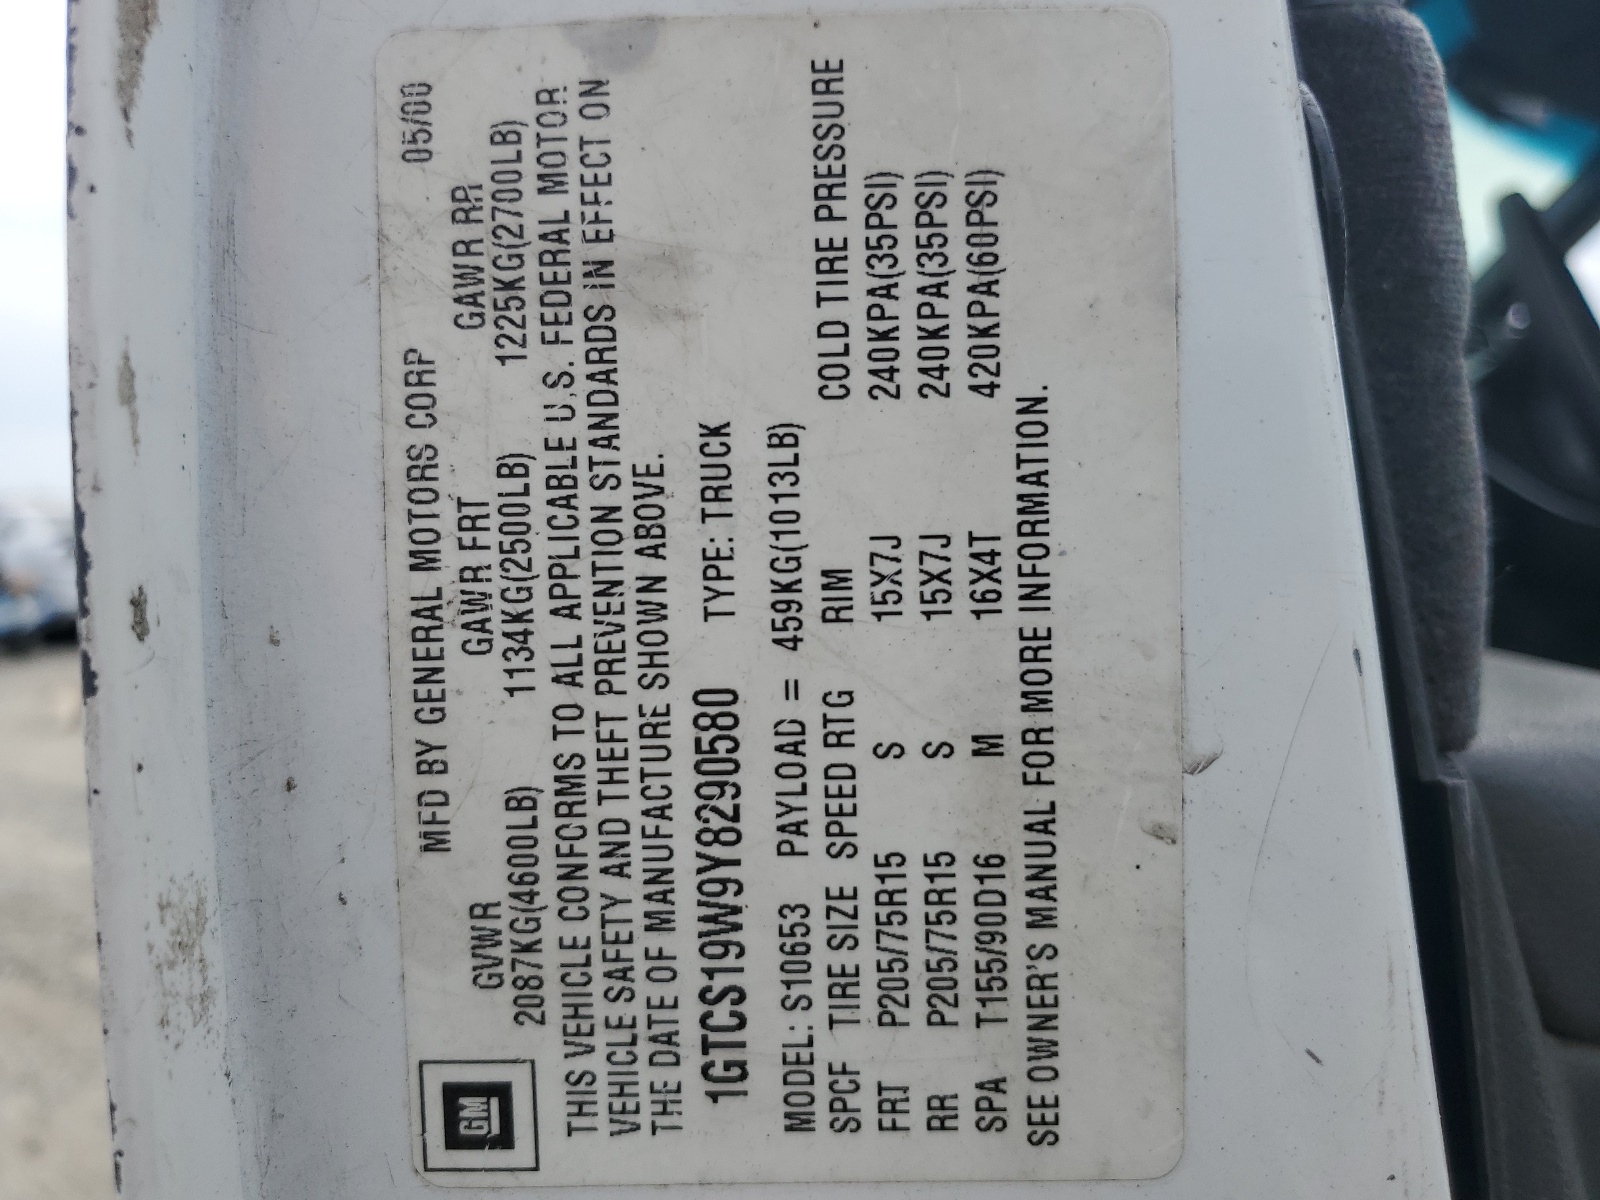 GM
MFD BY GENERAL MOTORS CORP 05/00
GVWR GAWR FRT GAWR RR
2087KG(4600LB) 1134KG(2500LB) 1225KG(2700LB)
THIS VEHICLE CONFORMS TO ALL APPLICABLE U.S. FEDERAL MOTOR
VEHICLE SAFETY AND THEFT PREVENTION STANDARDS IN EFFECT ON
THE DATE OF MANUFACTURE SHOWN ABOVE.
1GTCS19W9Y8290580 TYPE: TRUCK
MODEL: S10653 PAYLOAD = 459KG(1013LB)
SPCF TIRE SIZE SPEED RTG RIM COLD TIRE PRESSURE
FRT P205/75R15 S 15X7J 240KPA(35PSI)
RR P205/75R15 S 15X7J 240KPA(35PSI)
SPA T155/90D16 M 16X4T 420KPA(60PSI)
SEE OWNER'S MANUAL FOR MORE INFORMATION.